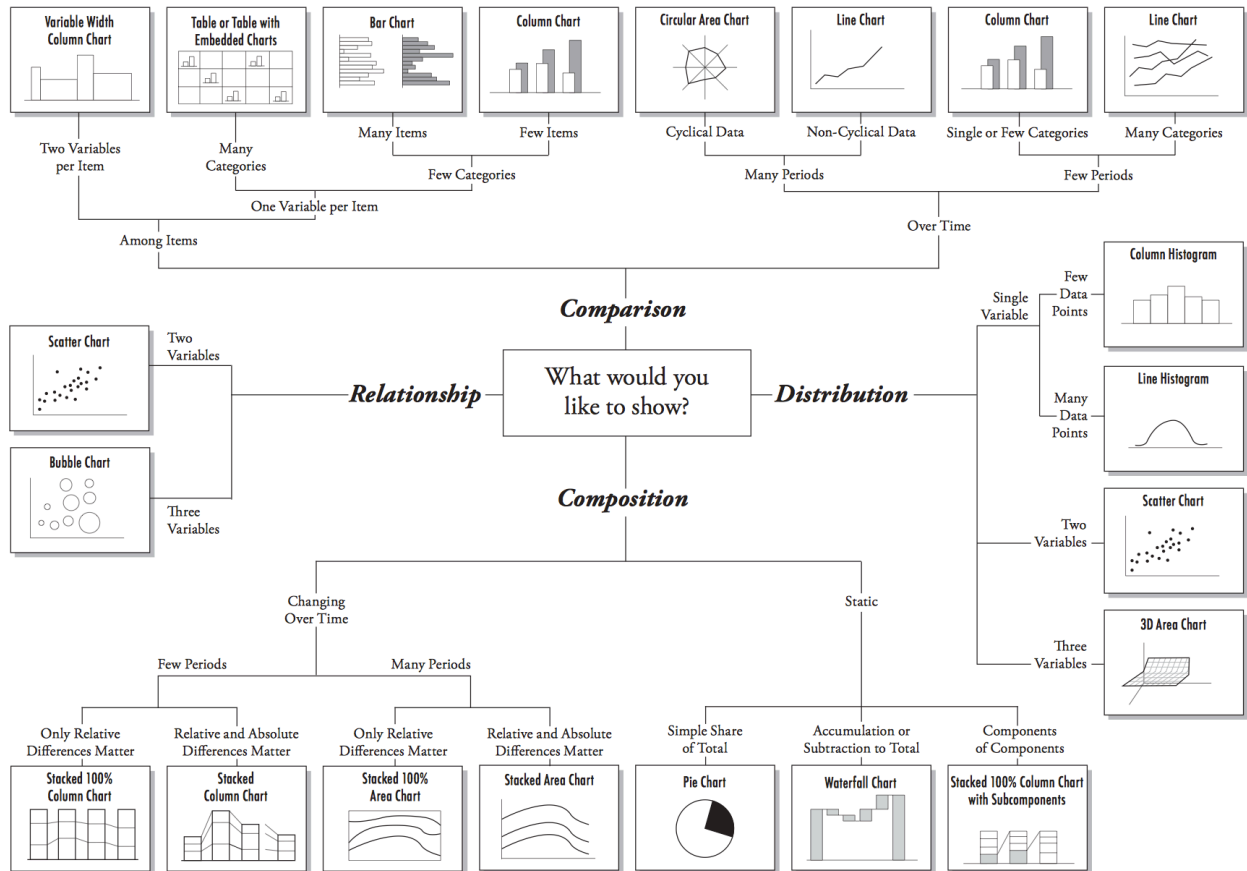 Variable Width
Column Chart
Table or Table with
Embedded Charts
Bar Chart
Column Chart
Circular Area Chart
Line Chart
Column Chart
Line Chart
Two Variables
per Item
Many
Categories
Many Items
Few Items
Cyclical Data
Non-Cyclical Data
Single or Few Categories
Many Categories
Few Categories
Many Periods
Few Periods
One Variable per Item
Among Items
Over Time
Comparison
What would you
like to show?
Relationship
Two
Variables
Scatter Chart
Three
Variables
Bubble Chart
Distribution
Single
Variable
Few
Data
Points
Column Histogram
Many
Data
Points
Line Histogram
Two
Variables
Scatter Chart
Three
Variables
3D Area Chart
Composition
Changing
Over Time
Static
Few Periods
Many Periods
Only Relative
Differences Matter
Relative and Absolute
Differences Matter
Only Relative
Differences Matter
Relative and Absolute
Differences Matter
Simple Share
of Total
Accumulation or
Subtraction to Total
Components
of Components
Stacked 100%
Column Chart
Stacked
Column Chart
Stacked 100%
Area Chart
Stacked Area Chart
Pie Chart
Waterfall Chart
Stacked 100% Column Chart
with Subcomponents